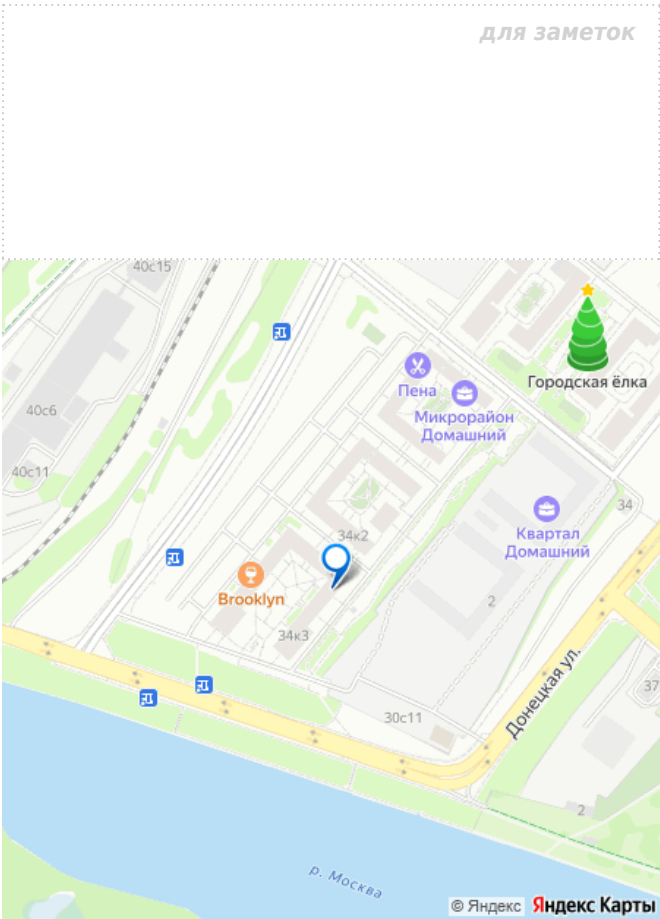 для заметок
40с15
Городская ёлка
Пена
Микрорайон
Домашний
40с6
40с11
34
34к2
Квартал
Домашний
Brooklyn
2
34к3
Донецкая ул.
37
30с11
2
р. Москва
© Яндекс Яндекс Карты